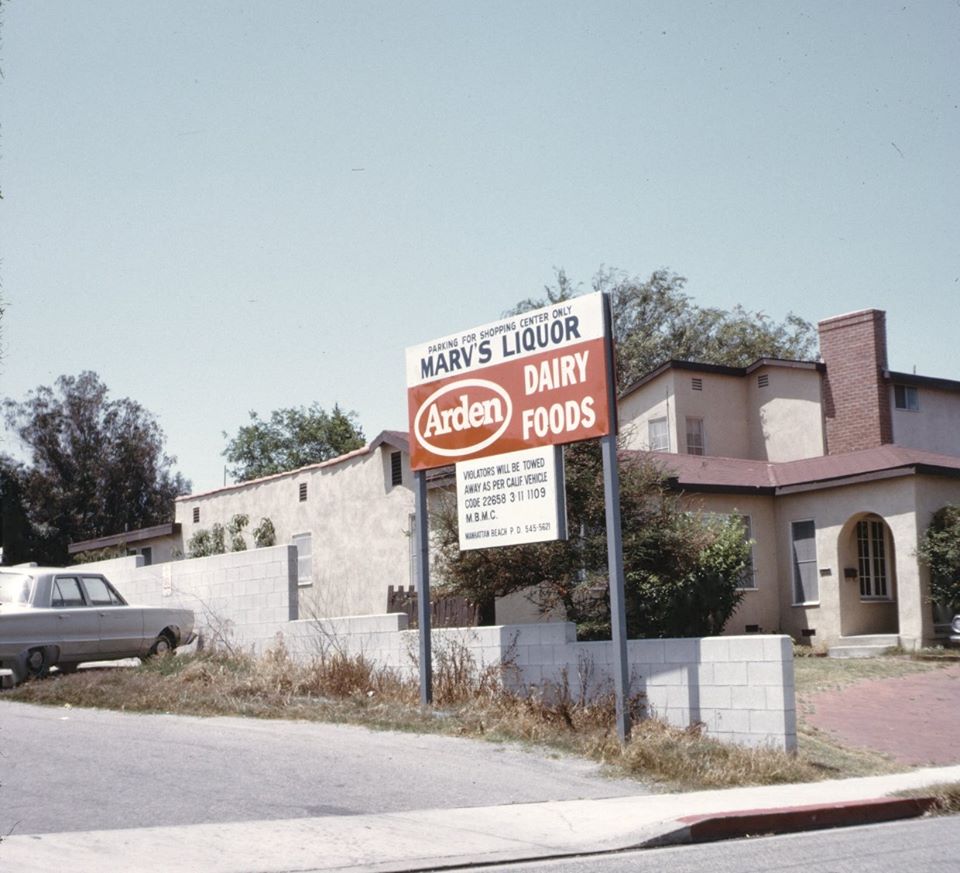 PARKING FOR SHOPPING CENTER ONLY
MARV'S LIQUOR
Arden
DAIRY
FOODS
VIOLATORS WILL BE TOWED
AWAY AS PER CALIF. VEHICLE
CODE 22658 3 11 1109
M.B.M.C.
MANHATTAN BEACH P.D. 545-5621